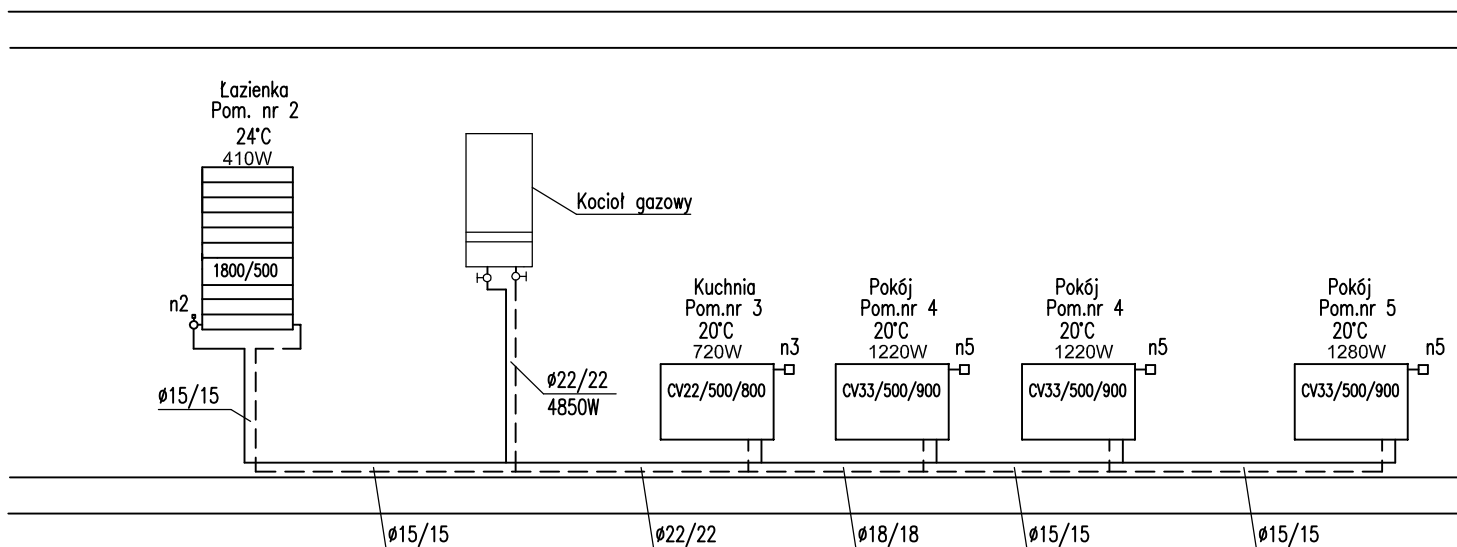 Łazienka
Pom. nr 2
24°C
410W
1800/500
n2
ø15/15
Kocioł gazowy
ø22/22
4850W
Kuchnia
Pom.nr 3
20°C
720W
n3
CV22/500/800
Pokój
Pom.nr 4
20°C
1220W
n5
CV33/500/900
Pokój
Pom.nr 4
20°C
1220W
n5
CV33/500/900
Pokój
Pom.nr 5
20°C
1280W
n5
CV33/500/900
ø15/15
ø22/22
ø18/18
ø15/15
ø15/15